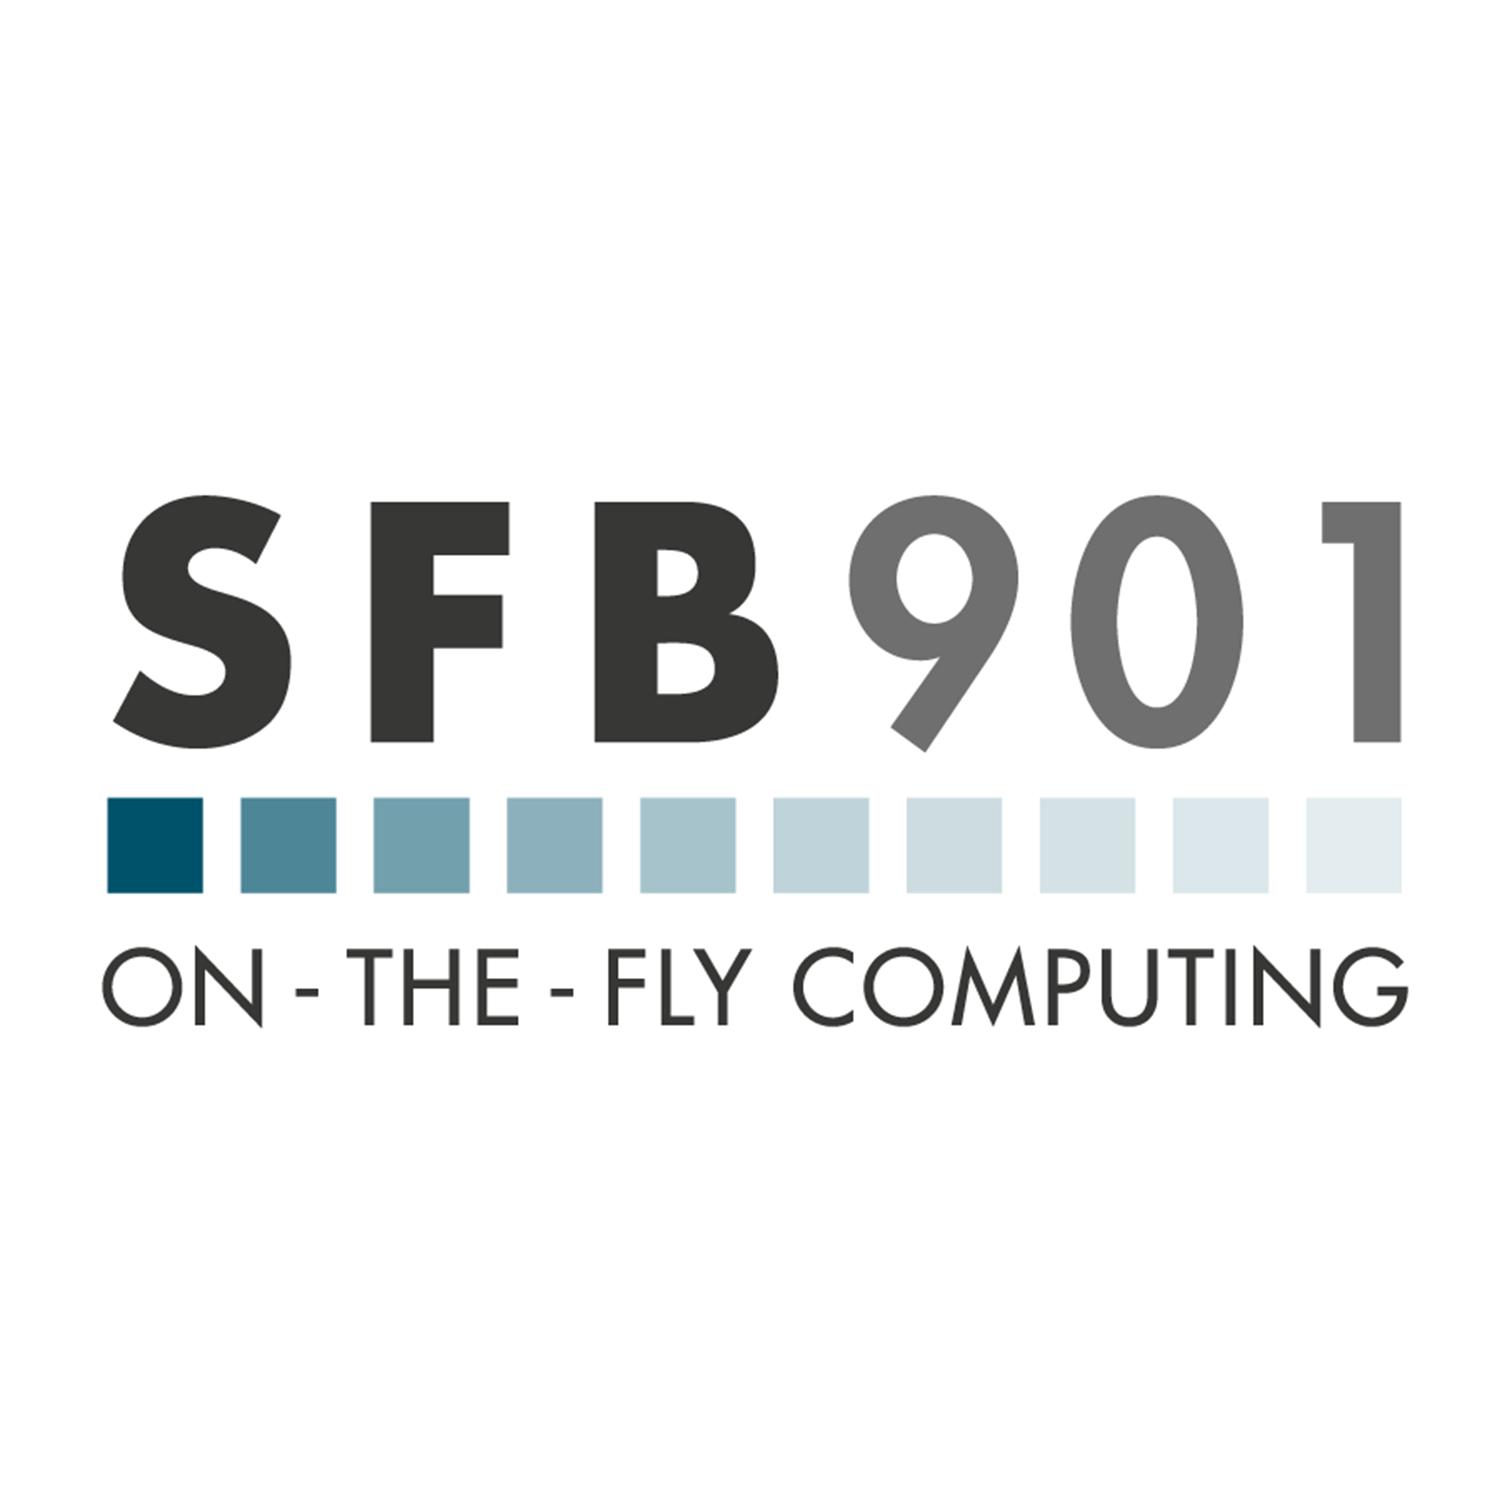 SFB901
ON - THE - FLY COMPUTING